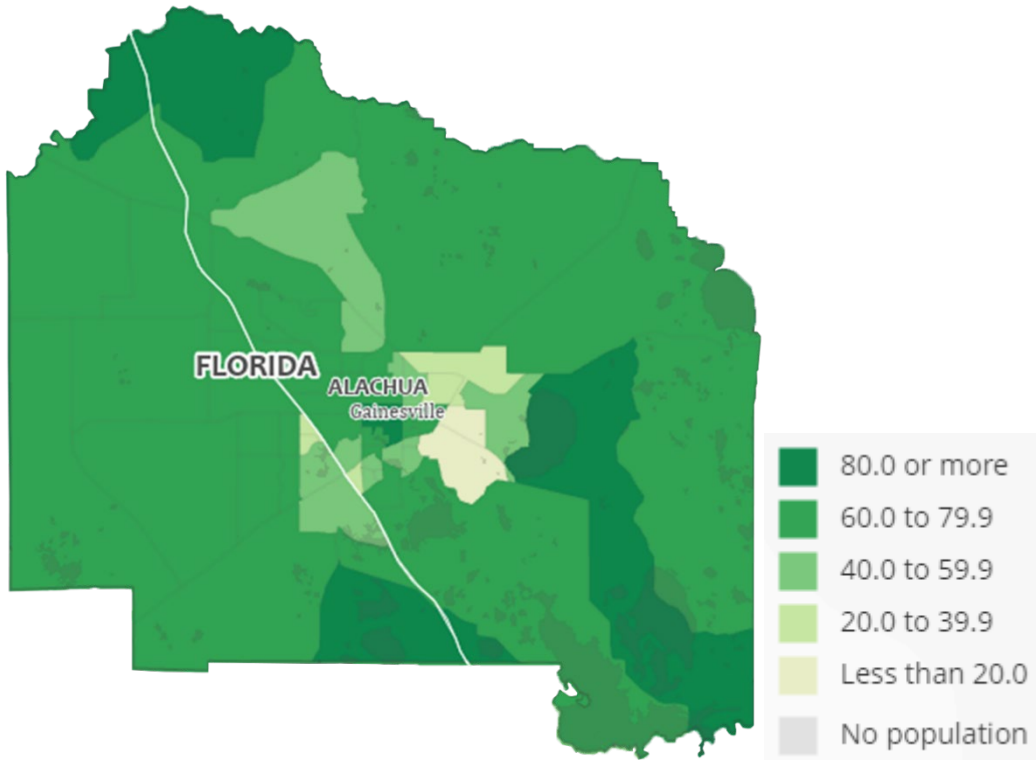 FLORIDA
ALACHUA
Gainesville
80.0 or more
60.0 to 79.9
40.0 to 59.9
20.0 to 39.9
Less than 20.0
No population